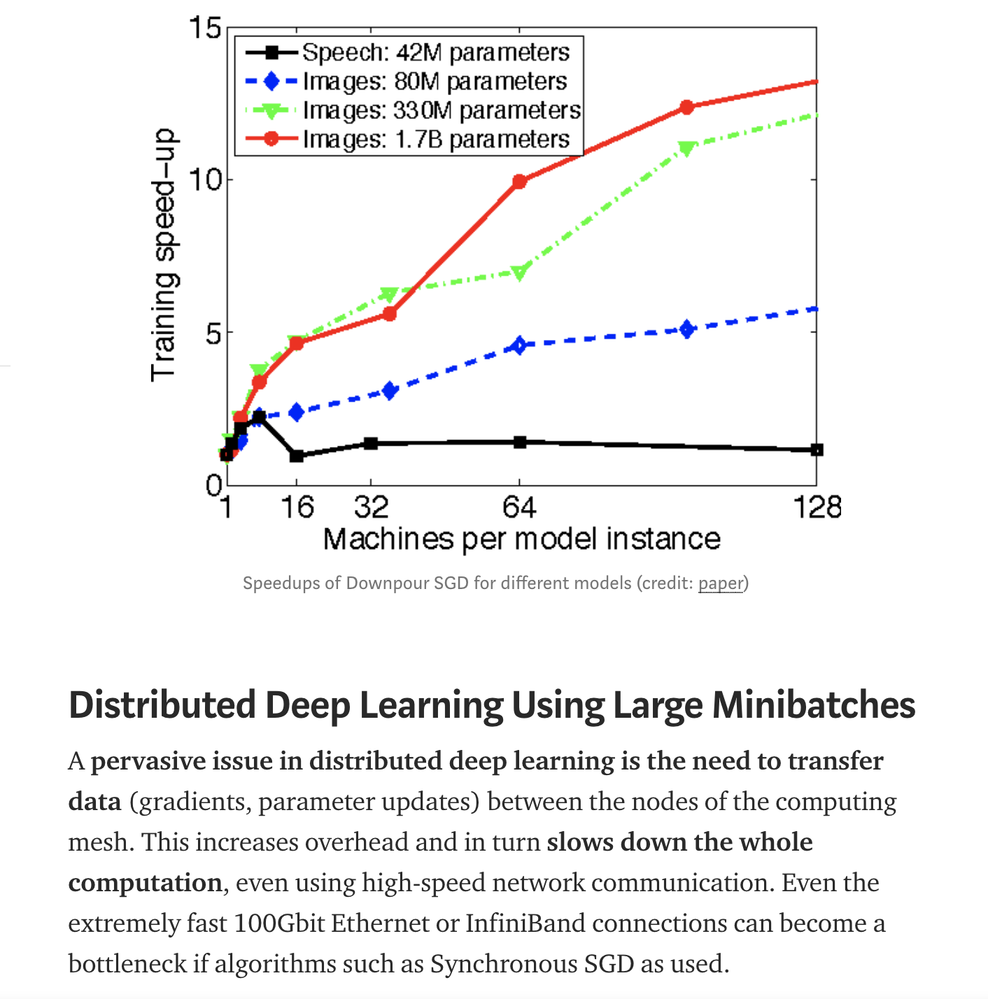 15
Speech: 42M parameters
Images: 80M parameters
Images: 330M parameters
Images: 1.7B parameters
10
5
0
Training speed-up
1 16 32 64 128
Machines per model instance
Speedups of Downpour SGD for different models (credit: paper)
Distributed Deep Learning Using Large Minibatches
A pervasive issue in distributed deep learning is the need to transfer
data (gradients, parameter updates) between the nodes of the computing
mesh. This increases overhead and in turn slows down the whole
computation, even using high-speed network communication. Even the
extremely fast 100Gbit Ethernet or InfiniBand connections can become a
bottleneck if algorithms such as Synchronous SGD as used.